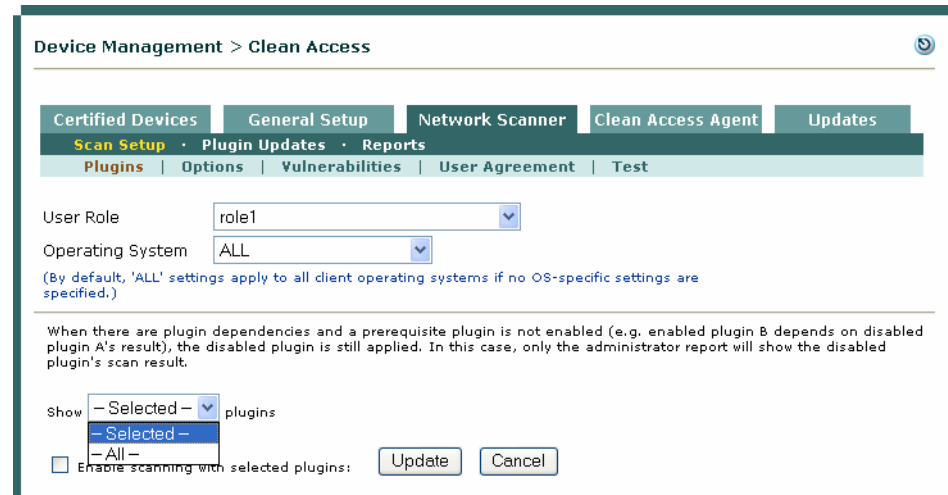 Device Management > Clean Access
Certified Devices General Setup Network Scanner Clean Access Agent Updates
Scan Setup · Plugin Updates · Reports
Plugins | Options | Vulnerabilities | User Agreement | Test
User Role role1
Operating System ALL
(By default, 'ALL' settings apply to all client operating systems if no OS-specific settings are
specified.)
When there are plugin dependencies and a prerequisite plugin is not enabled (e.g. enabled plugin B depends on disabled
plugin A's result), the disabled plugin is still applied. In this case, only the administrator report will show the disabled
plugin's scan result.
Show – Selected – plugins
– Selected –
– All –
Enable scanning with selected plugins: Update Cancel